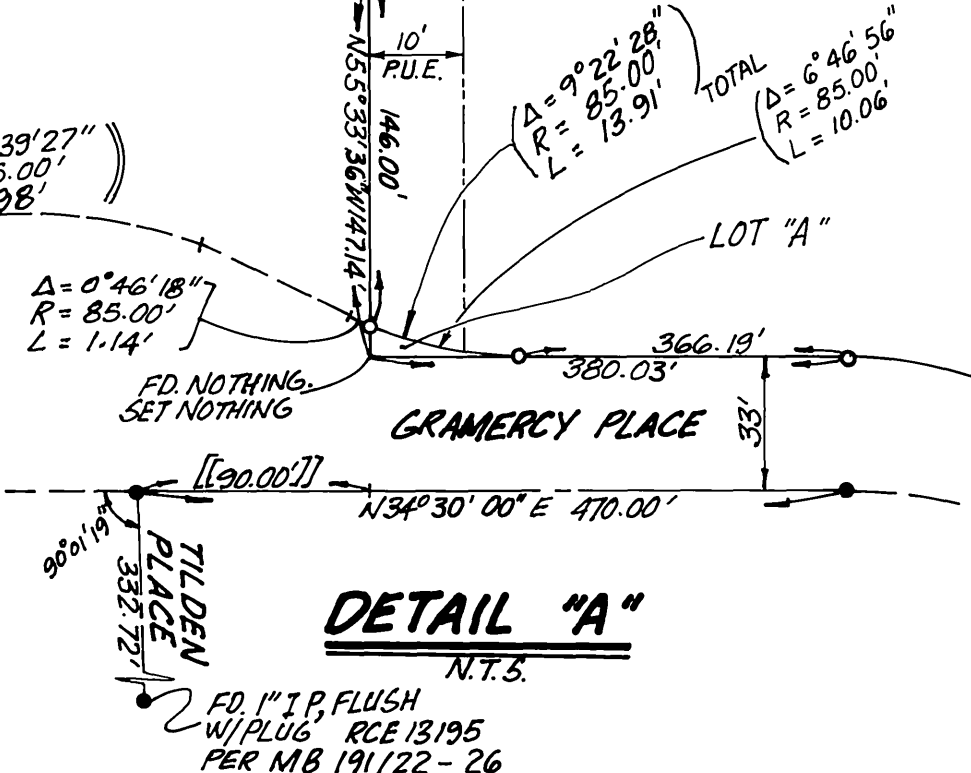 10'
P.U.E.
N55°33'36"W 147.14'
146.00'
Δ = 9°22'28"
R = 85.00'
L = 13.91'
TOTAL
Δ = 6°46'56"
R = 85.00'
L = 10.06'
39'27"
5.00'
98'
LOT "A"
Δ = 0°46'18"
R = 85.00'
L = 1.14'
366.19'
380.03'
FD. NOTHING.
SET NOTHING
GRAMERCY PLACE
33'
[[90.00']]
N34°30'00" E 470.00'
90°01'19"
TILDEN
PLACE
332.72'
DETAIL "A"
N.T.S.
FD. 1" I P, FLUSH
W/PLUG RCE 13195
PER MB 191/22-26